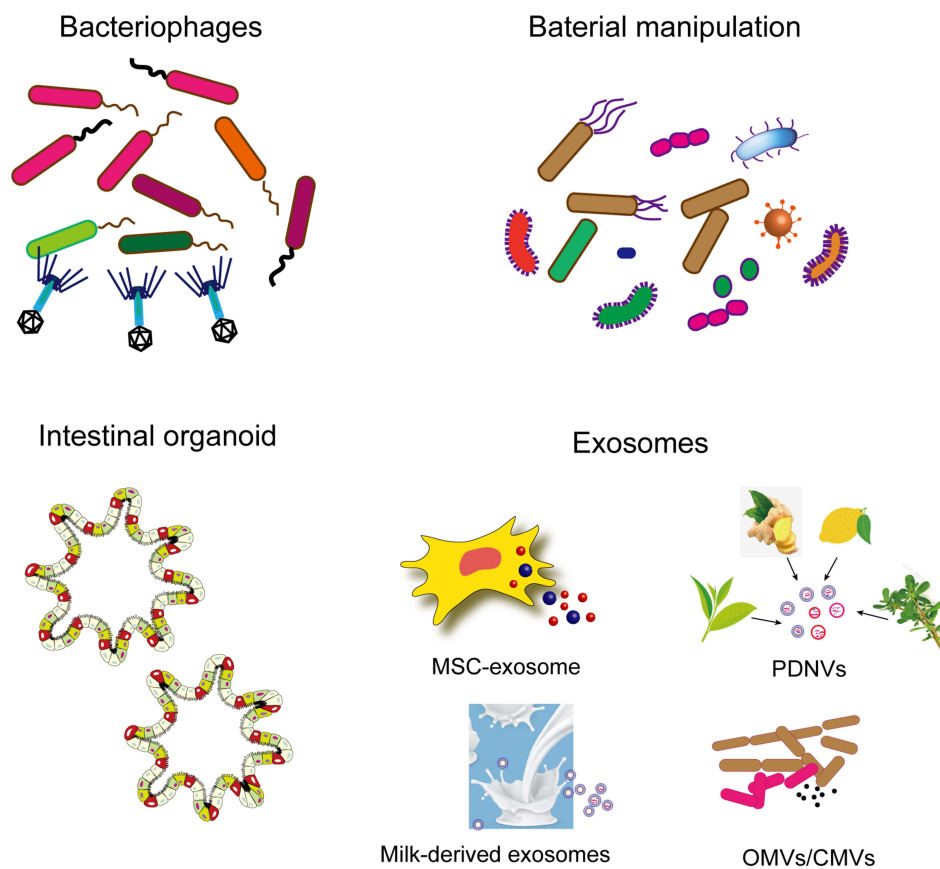 Bacteriophages
Baterial manipulation
Intestinal organoid
Exosomes
MSC-exosome
PDNVs
Milk-derived exosomes
OMVs/CMVs